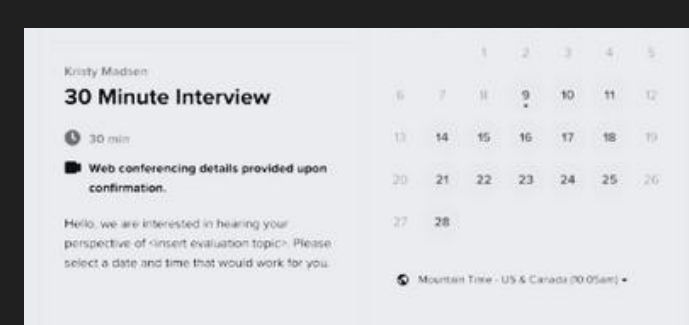 Kristy Madsen
30 Minute Interview
30 min
Web conferencing details provided upon
confirmation.
Hello, we are interested in hearing your
perspective of <insert evaluation topic>. Please
select a date and time that would work for you.
1 2 3 4 5
6 7 8 9 10 11 12
13 14 15 16 17 18 19
20 21 22 23 24 25 26
27 28
Mountain Time - US & Canada (10:05am)